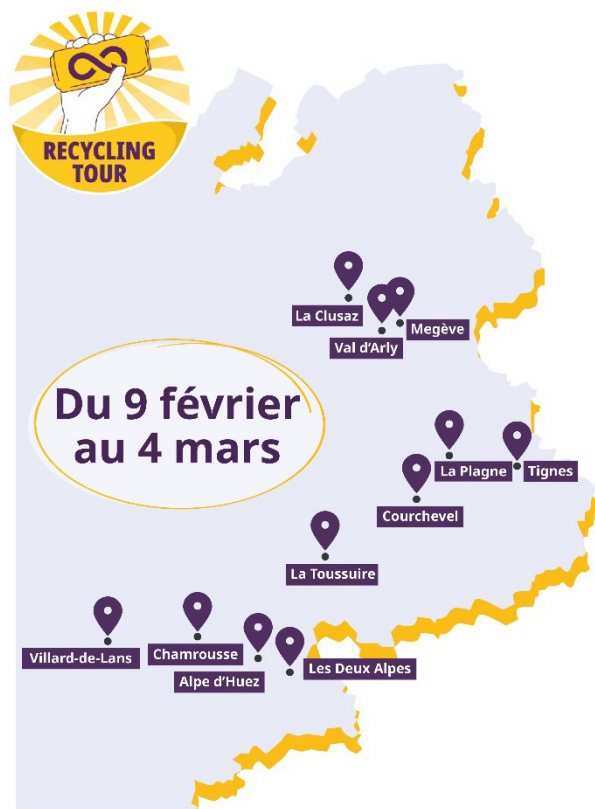 RECYCLING
TOUR
La Clusaz
Megève
Val d'Arly
Du 9 février
au 4 mars
La Plagne
Tignes
Courchevel
La Toussuire
Villard-de-Lans
Chamrousse
Les Deux Alpes
Alpe d'Huez